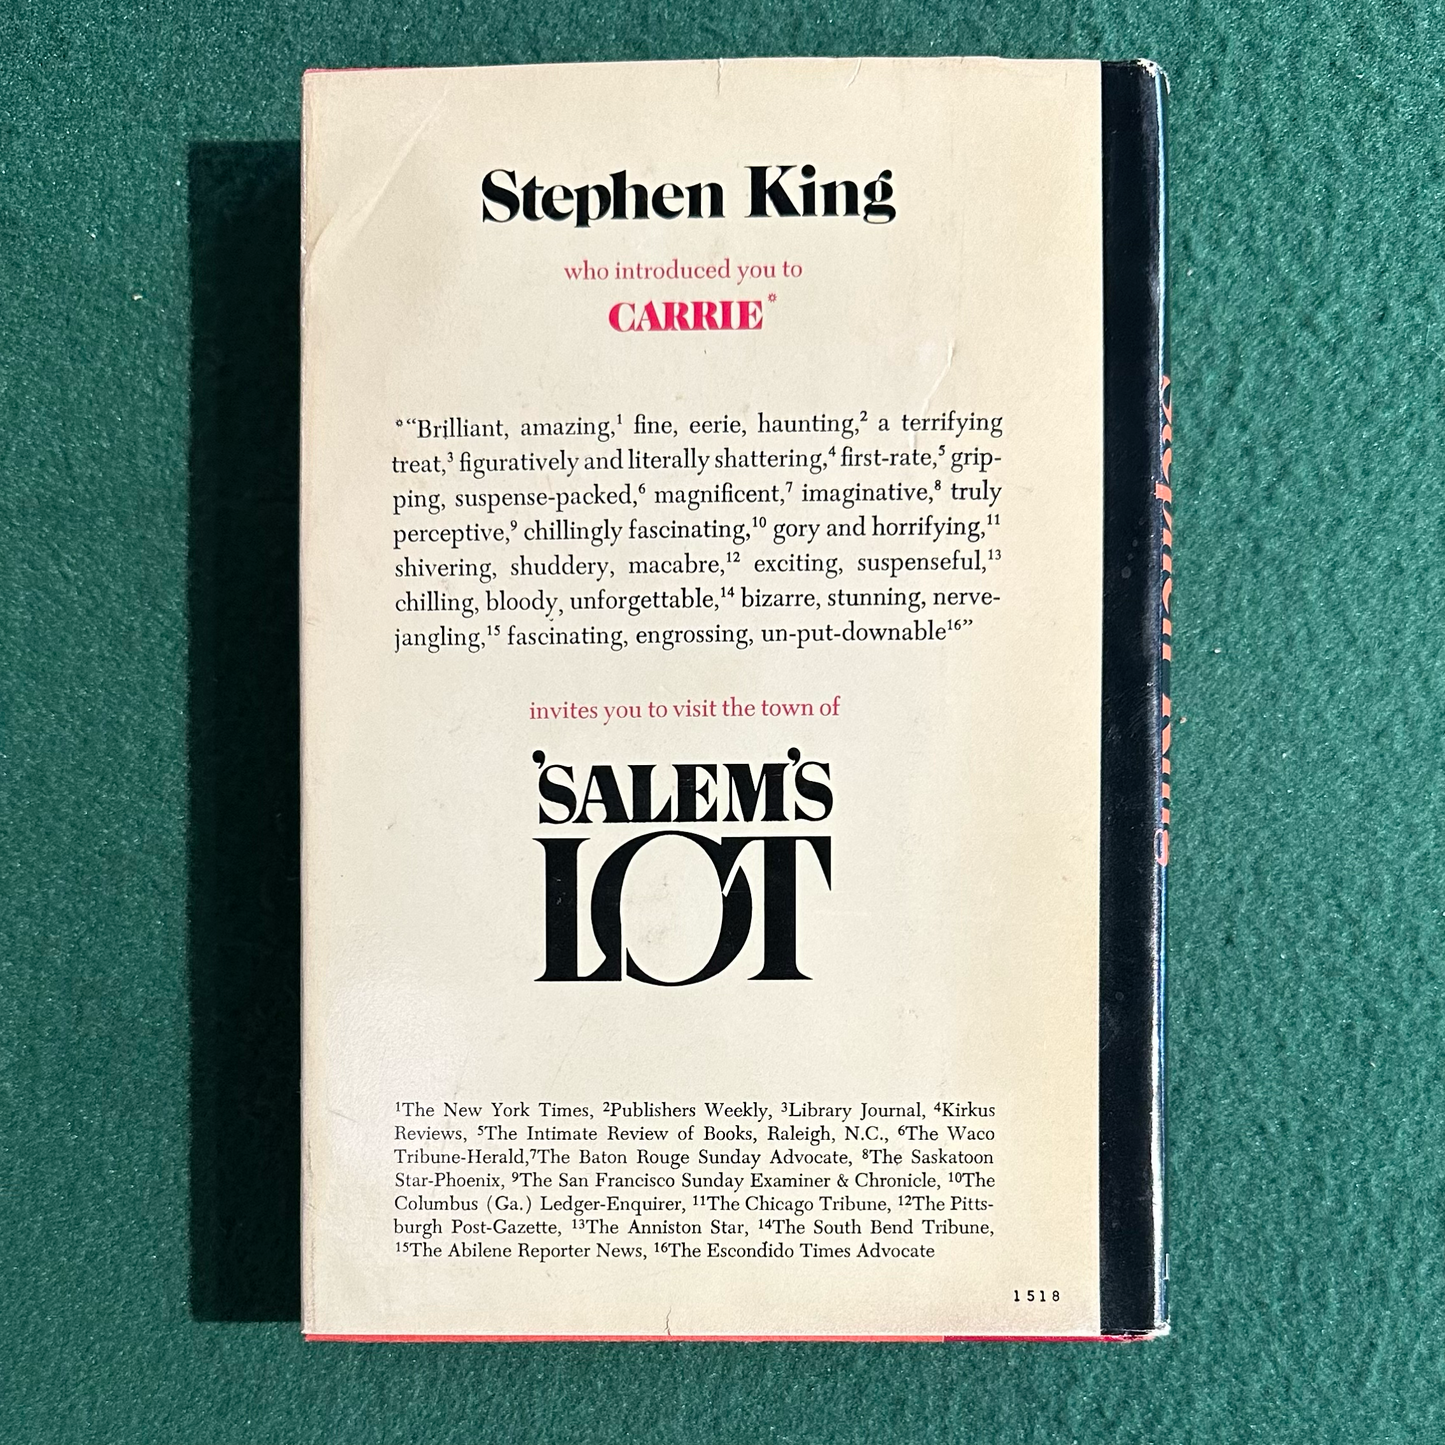 Stephen King
who introduced you to
CARRIE*
*“Brilliant, amazing,¹ fine, eerie, haunting,² a terrifying
treat,³ figuratively and literally shattering,⁴ first-rate,⁵ grip-
ping, suspense-packed,⁶ magnificent,⁷ imaginative,⁸ truly
perceptive,⁹ chillingly fascinating,¹⁰ gory and horrifying,¹¹
shivering, shuddery, macabre,¹² exciting, suspenseful,¹³
chilling, bloody, unforgettable,¹⁴ bizarre, stunning, nerve-
jangling,¹⁵ fascinating, engrossing, un-put-downable¹⁶”
invites you to visit the town of
’SALEM’S
LOT
¹The New York Times, ²Publishers Weekly, ³Library Journal, ⁴Kirkus
Reviews, ⁵The Intimate Review of Books, Raleigh, N.C., ⁶The Waco
Tribune-Herald,⁷The Baton Rouge Sunday Advocate, ⁸The Saskatoon
Star-Phoenix, ⁹The San Francisco Sunday Examiner & Chronicle, ¹⁰The
Columbus (Ga.) Ledger-Enquirer, ¹¹The Chicago Tribune, ¹²The Pitts-
burgh Post-Gazette, ¹³The Anniston Star, ¹⁴The South Bend Tribune,
¹⁵The Abilene Reporter News, ¹⁶The Escondido Times Advocate
1518
Stephen King